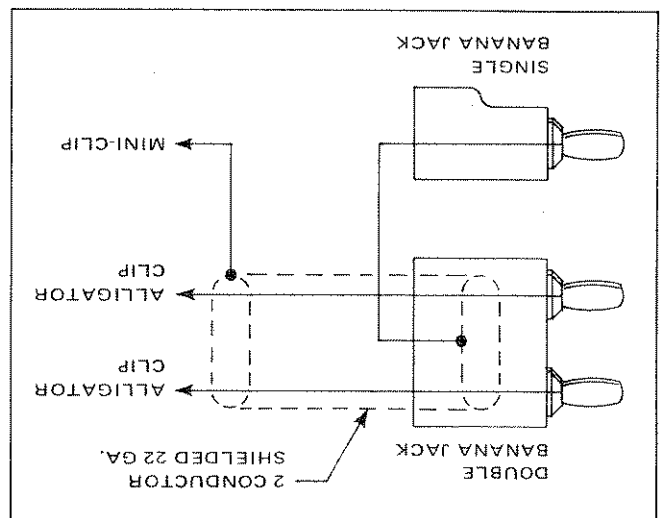 2 CONDUCTOR
SHIELDED 22 GA.
DOUBLE
BANANA JACK
ALLIGATOR
CLIP
ALLIGATOR
CLIP
MINI-CLIP
SINGLE
BANANA JACK